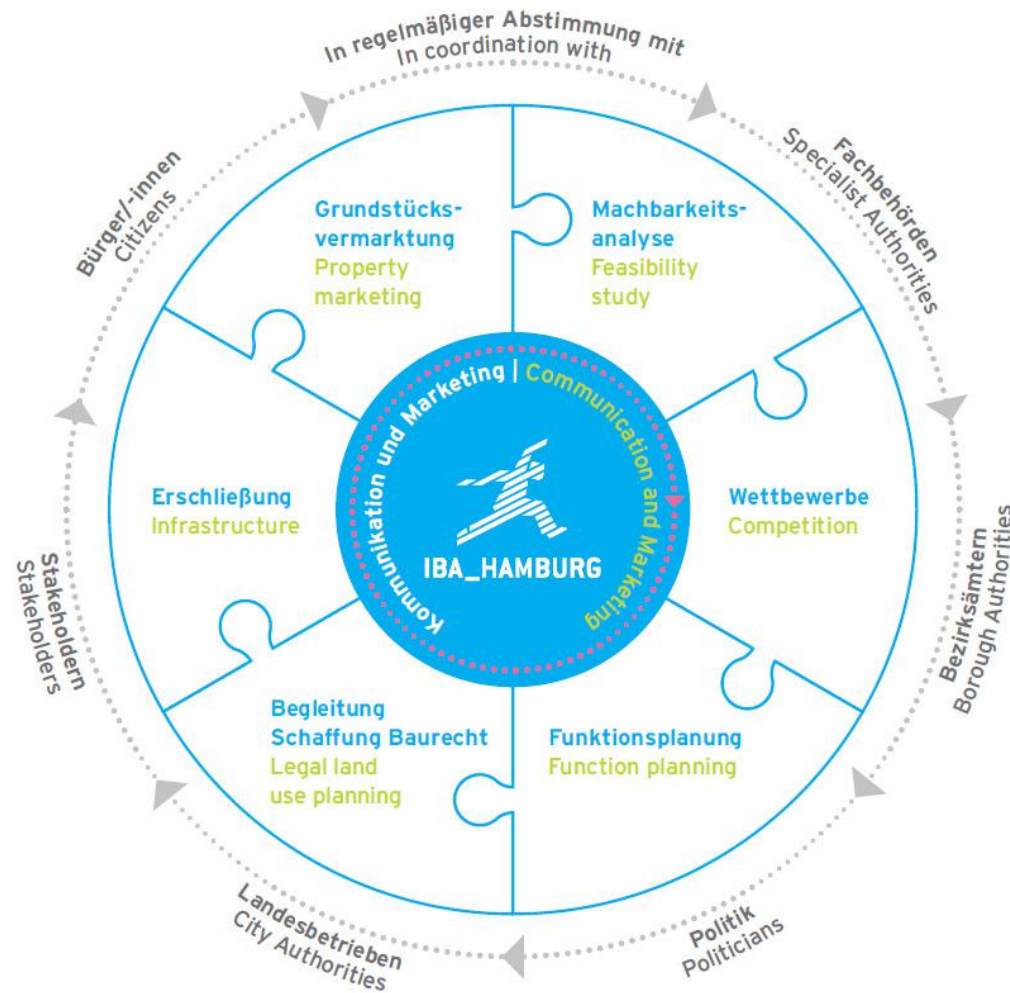 In regelmäßiger Abstimmung mit
In coordination with
Fachbehörden
Specialist Authorities
Bezirksämtern
Borough Authorities
Politik
Politicians
Landesbetrieben
City Authorities
Stakeholdern
Stakeholders
Bürger/-innen
Citizens
Grundstücks-
vermarktung
Property
marketing
Machbarkeits-
analyse
Feasibility
study
Wettbewerbe
Competition
Funktionsplanung
Function planning
Begleitung
Schaffung Baurecht
Legal land
use planning
Erschließung
Infrastructure
Kommunikation und Marketing | Communication and Marketing
IBA_HAMBURG